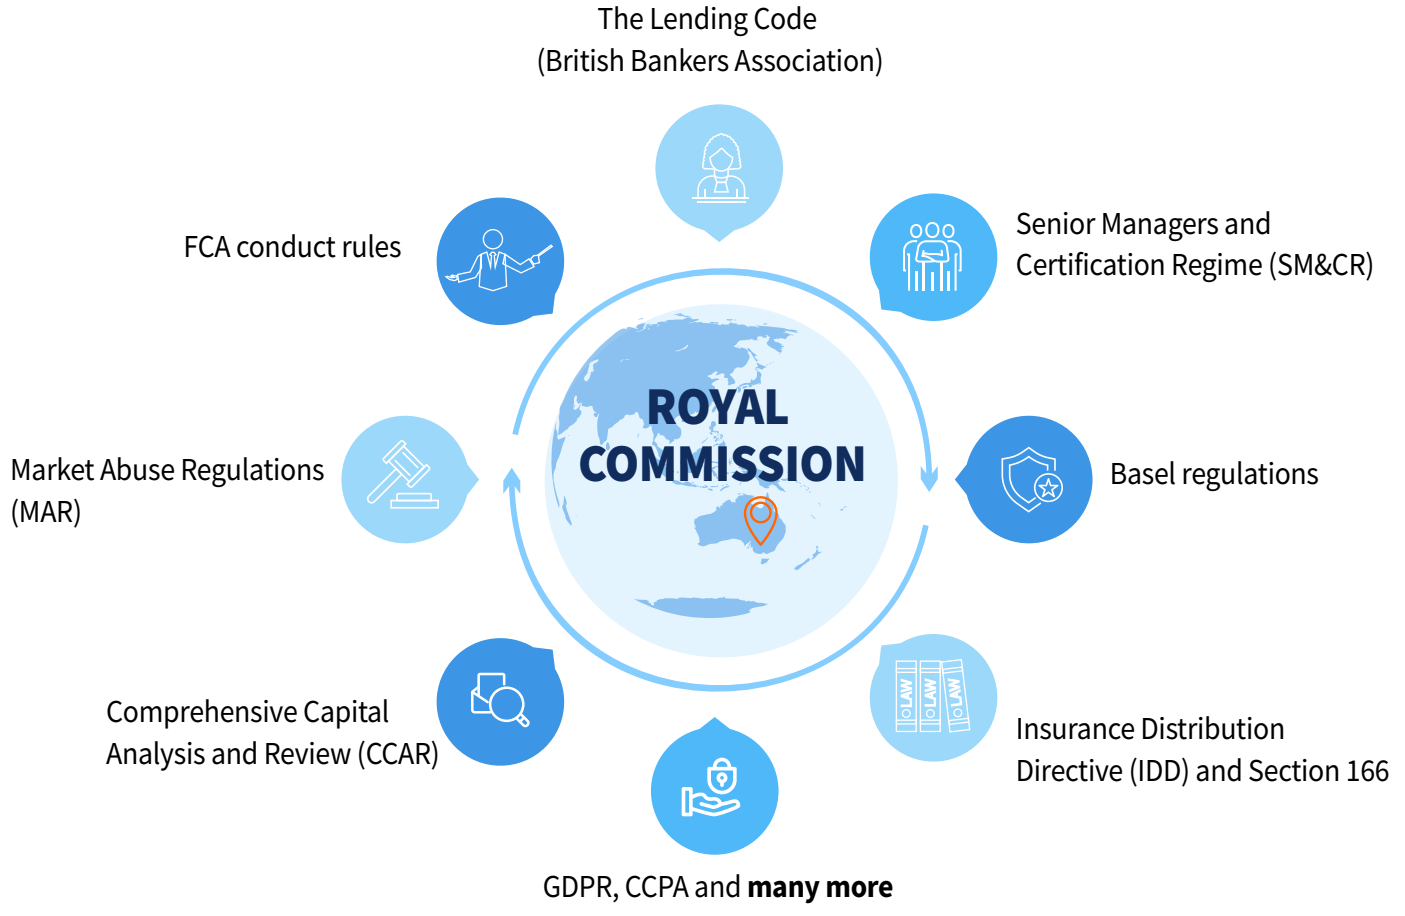 The Lending Code
(British Bankers Association)
FCA conduct rules
Senior Managers and
Certification Regime (SM&CR)
ROYAL
COMMISSION
Market Abuse Regulations
(MAR)
Basel regulations
Comprehensive Capital
Analysis and Review (CCAR)
LAW
LAW
LAW
Insurance Distribution
Directive (IDD) and Section 166
GDPR, CCPA and many more